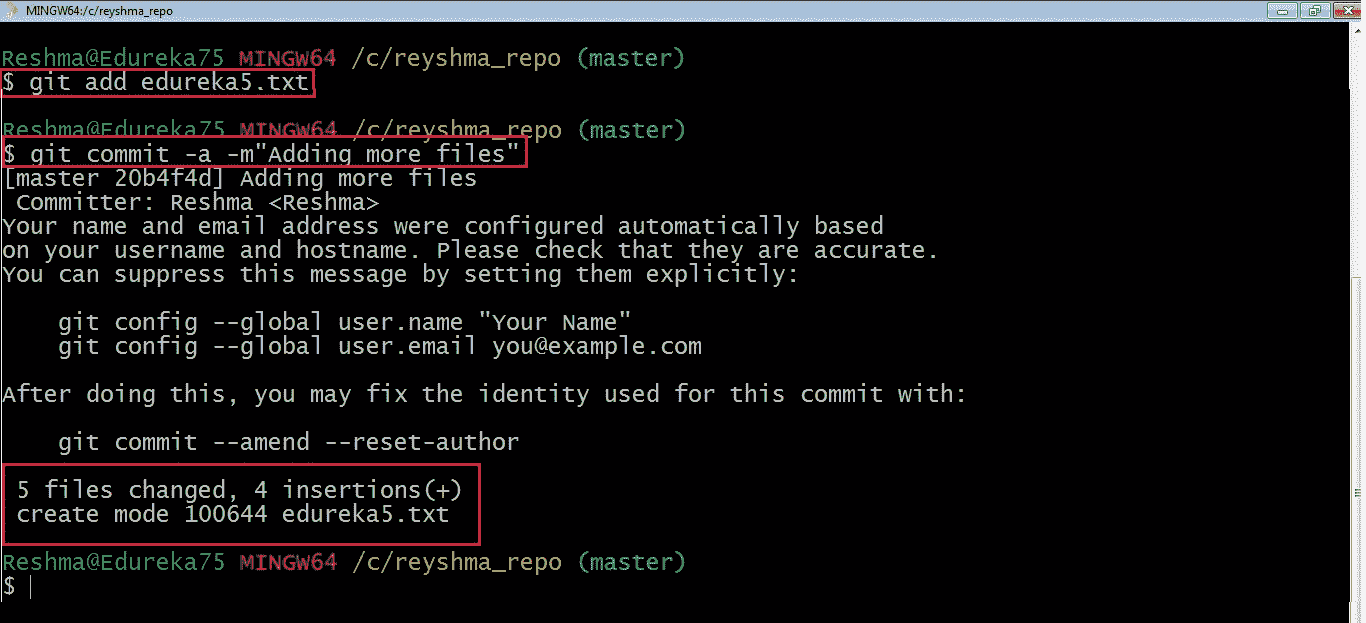 MINGW64:/c/reyshma_repo
Reshma@Edureka75 MINGW64 /c/reyshma_repo (master)
$ git add edureka5.txt
Reshma@Edureka75 MINGW64 /c/reyshma_repo (master)
$ git commit -a -m"Adding more files"
[master 20b4f4d] Adding more files
Committer: Reshma <Reshma>
Your name and email address were configured automatically based
on your username and hostname. Please check that they are accurate.
You can suppress this message by setting them explicitly:
git config --global user.name "Your Name"
git config --global user.email you@example.com
After doing this, you may fix the identity used for this commit with:
git commit --amend --reset-author
5 files changed, 4 insertions(+)
create mode 100644 edureka5.txt
Reshma@Edureka75 MINGW64 /c/reyshma_repo (master)
$